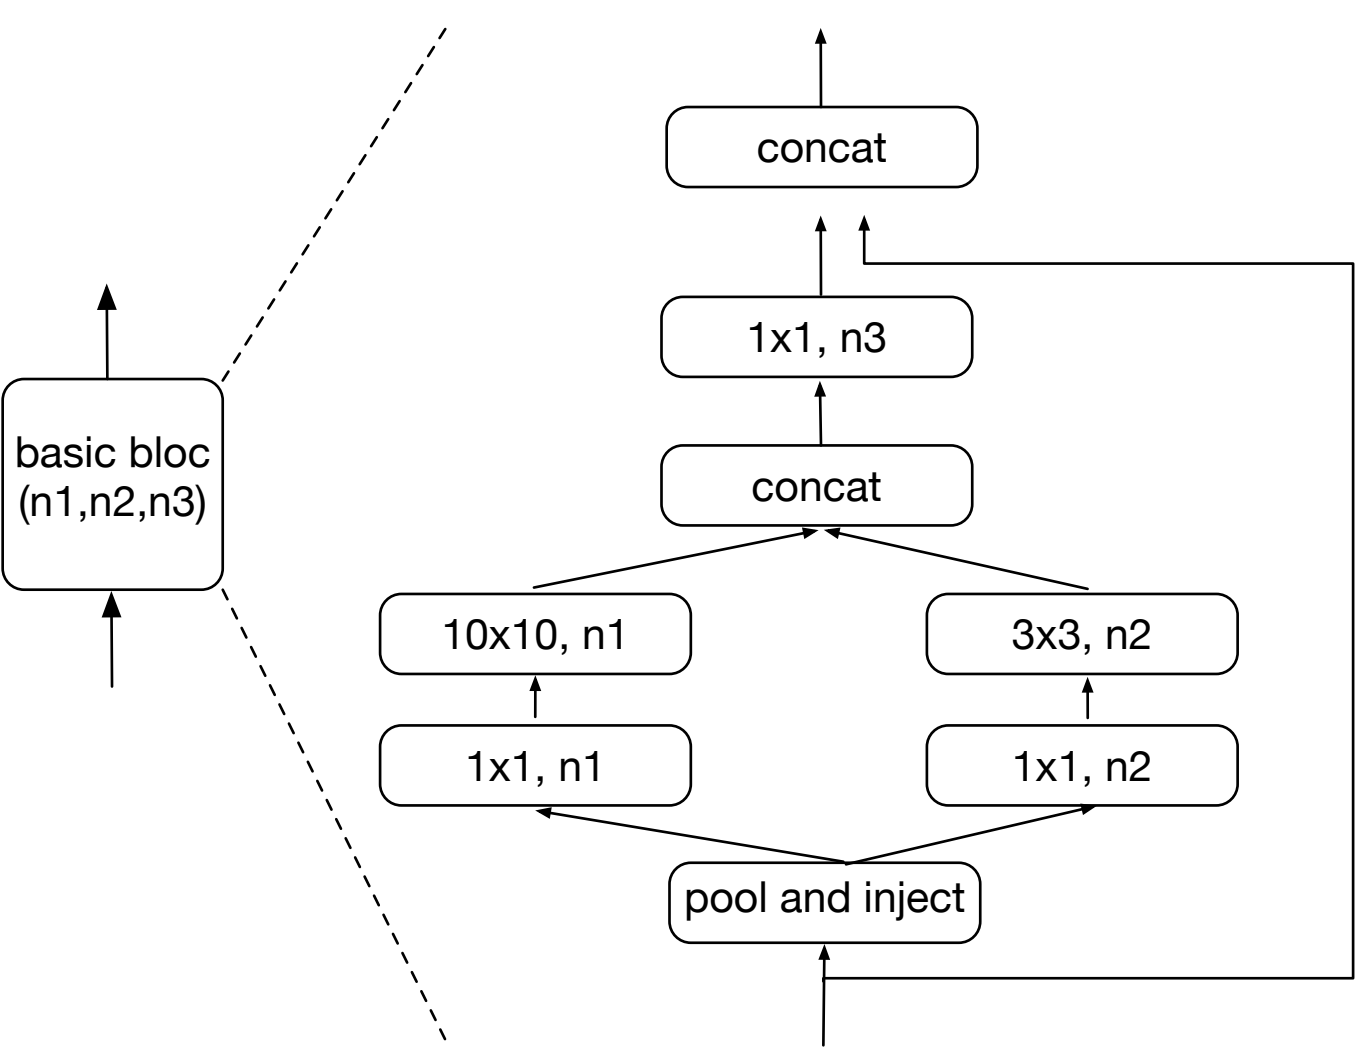 concat
1x1, n3
basic bloc
(n1,n2,n3)
concat
10x10, n1
3x3, n2
1x1, n1
1x1, n2
pool and inject